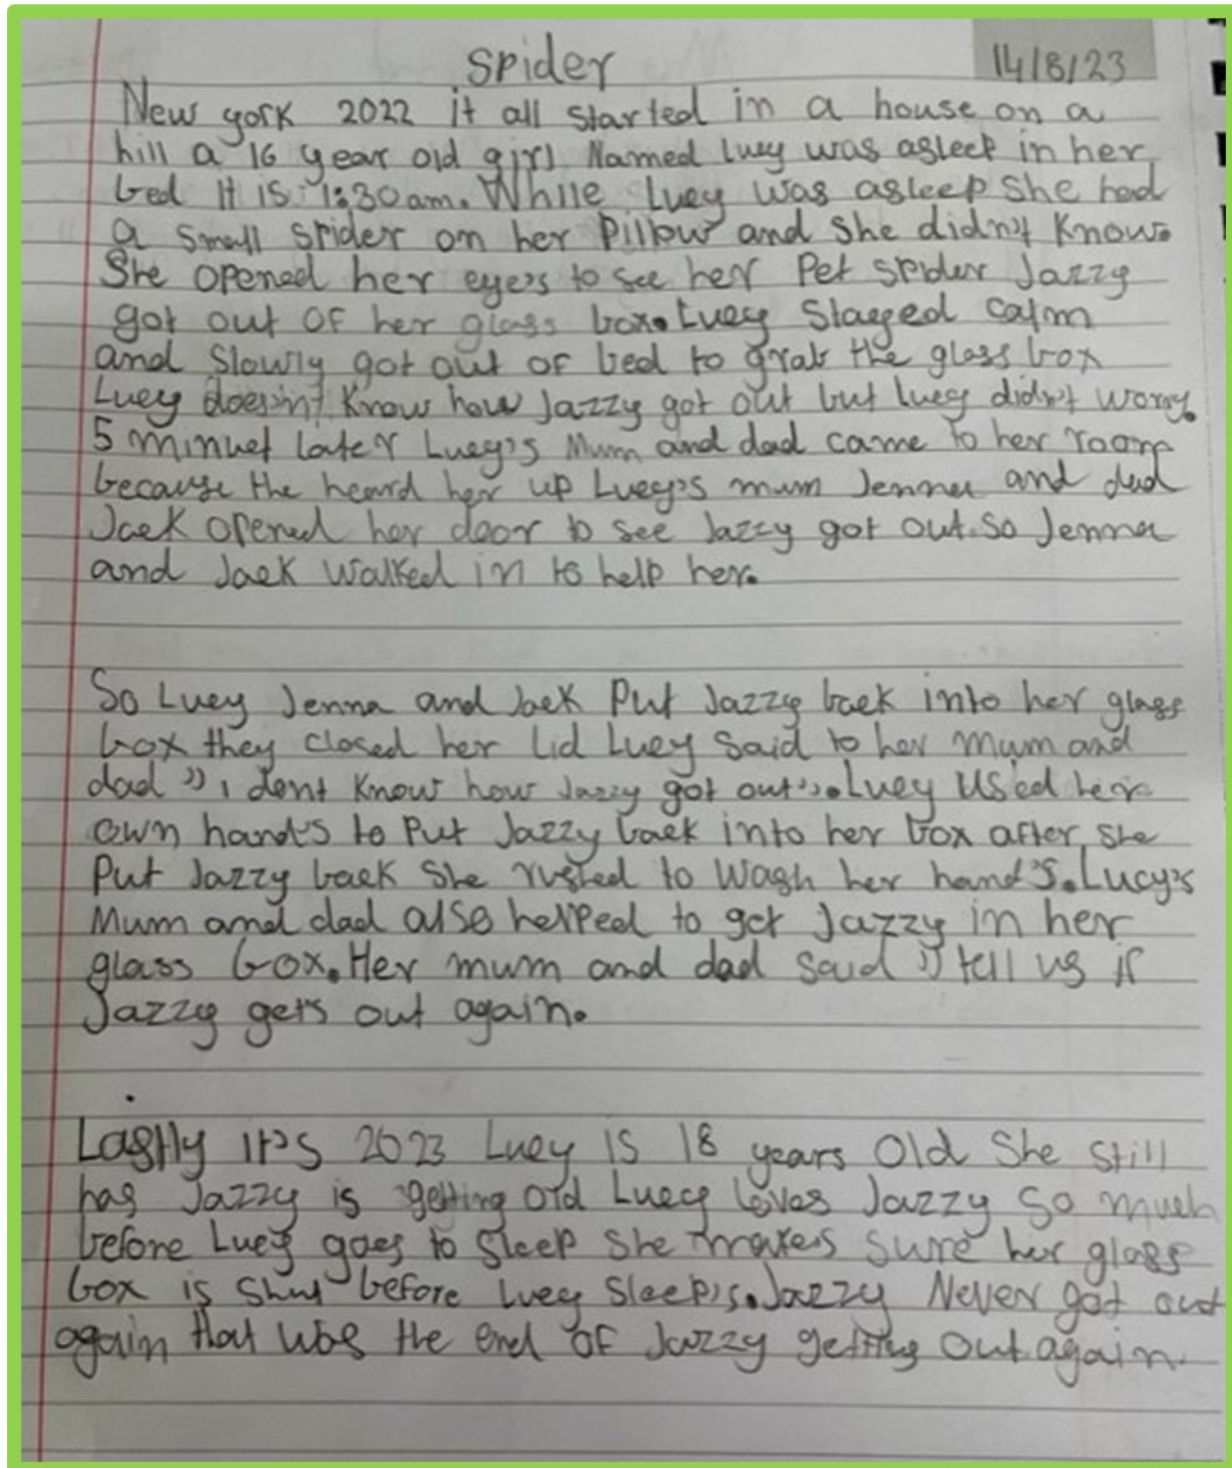 Spider
14/8/23
New york 2022 it all started in a house on a
hill a 16 year old girl Named lucy was asleep in her
bed It is 1:30am. While Lucy was asleep she had
a small spider on her Pillow and she didn't Know.
She opened her eye's to see her Pet spider Jazzy
got out of her glass box. Lucy Stayed calm
and Slowly got out of bed to grab the glass box
Lucy does'nt Know how Jazzy got out but lucy didn't worry.
5 minuet later Lucy's Mum and dad came to her room
because the heard her up Lucy's mum Jenna and dad
Jack opened her door to see Jazzy got out. So Jenna
and Jack walked in to help her.
So Lucy Jenna and Jack Put Jazzy back into her glass
box they closed her lid Lucy said to her mum and
dad " i dont Know how Jazzy got out". Lucy Used her
own hand's to Put Jazzy back into her box after she
Put Jazzy back She rushed to wash her hand's. Lucy's
Mum and dad also helped to get Jazzy in her
glass box. Her mum and dad said " tell us if
Jazzy gets out again.
Lastly it's 2023 Lucy is 18 years Old She still
has Jazzy is getting old Lucy loves Jazzy so much
before Lucy goes to sleep she makes sure her glass
box is shut before lucy sleep's. Jazzy Never got out
again that was the end of Jazzy getting out again.